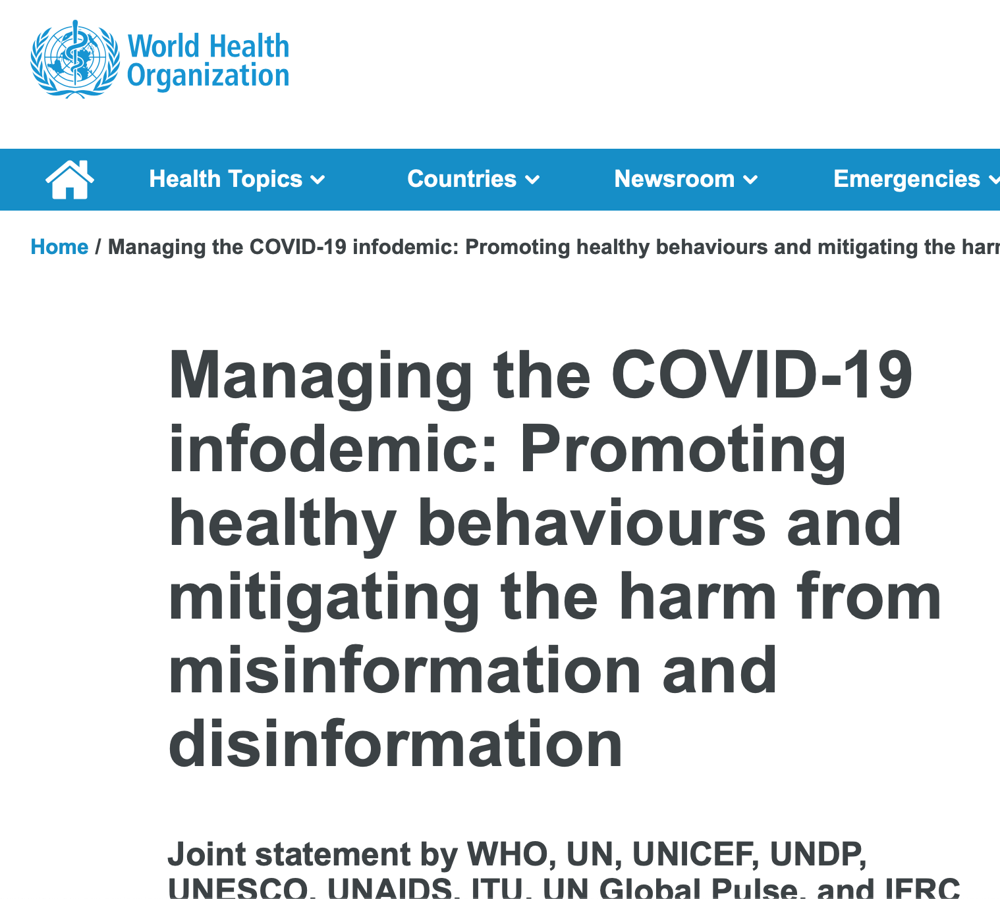 World Health
Organization
Health Topics
Countries
Newsroom
Emergencies
Home / Managing the COVID-19 infodemic: Promoting healthy behaviours and mitigating the harm
Managing the COVID-19
infodemic: Promoting
healthy behaviours and
mitigating the harm from
misinformation and
disinformation
Joint statement by WHO, UN, UNICEF, UNDP,
UNESCO, UNAIDS, ITU, UN Global Pulse, and IFRC